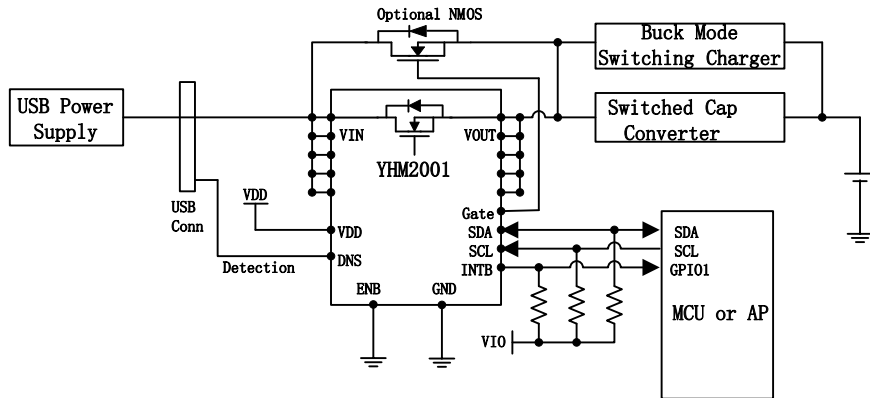 Optional NMOS
Buck Mode
Switching Charger
USB Power
Supply
VIN
VOUT
Switched Cap
Converter
YHM2001
VDD
USB
Conn
Gate
VDD
SDA
SDA
SCL
SCL
DNS
INTB
GPIO1
Detection
ENB
GND
MCU or AP
VIO